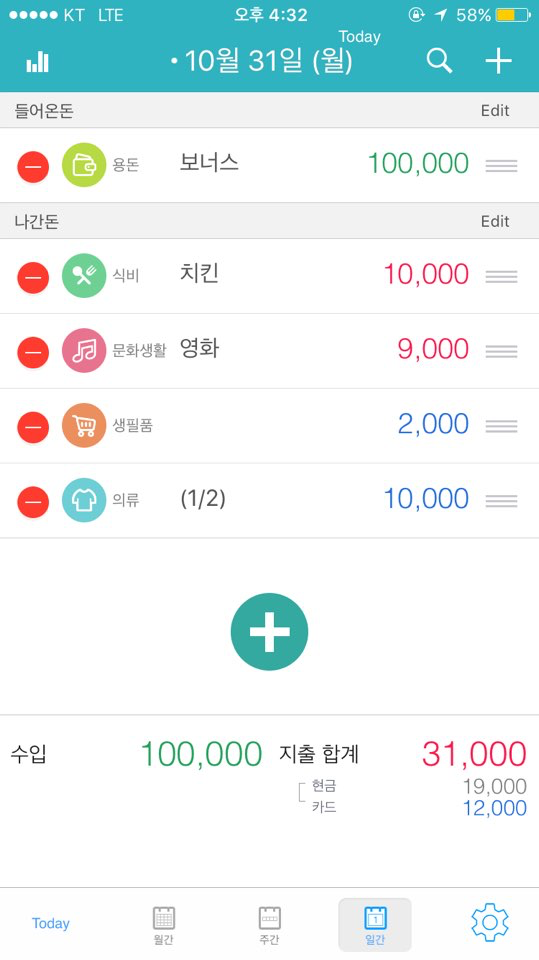 KT LTE 오후 4:32 58%
Today
• 10월 31일 (월)
들어온돈 Edit
용돈 보너스 100,000
나간돈 Edit
식비 치킨 10,000
문화생활 영화 9,000
생필품 2,000
의류 (1/2) 10,000
수입 100,000 지출 합계 31,000
현금 19,000
카드 12,000
Today 월간 주간 1 일간